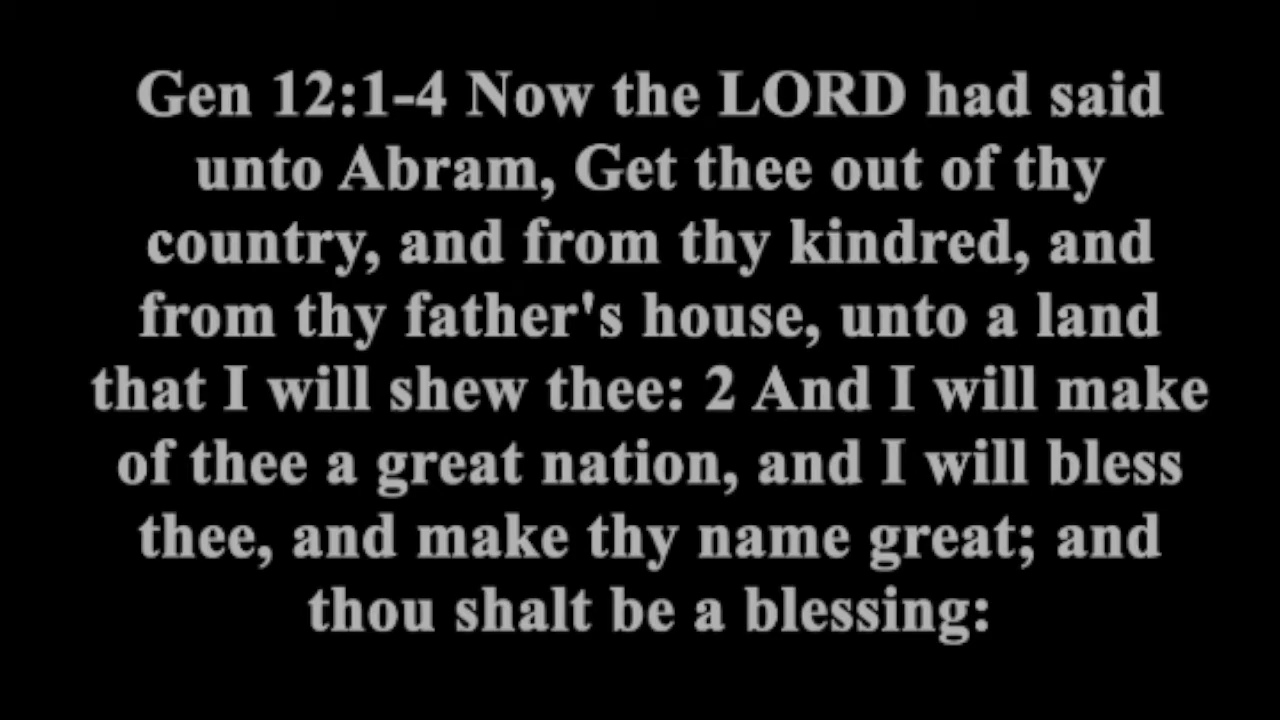 Gen 12:1-4 Now the LORD had said
unto Abram, Get thee out of thy
country, and from thy kindred, and
from thy father's house, unto a land
that I will shew thee: 2 And I will make
of thee a great nation, and I will bless
thee, and make thy name great; and
thou shalt be a blessing: